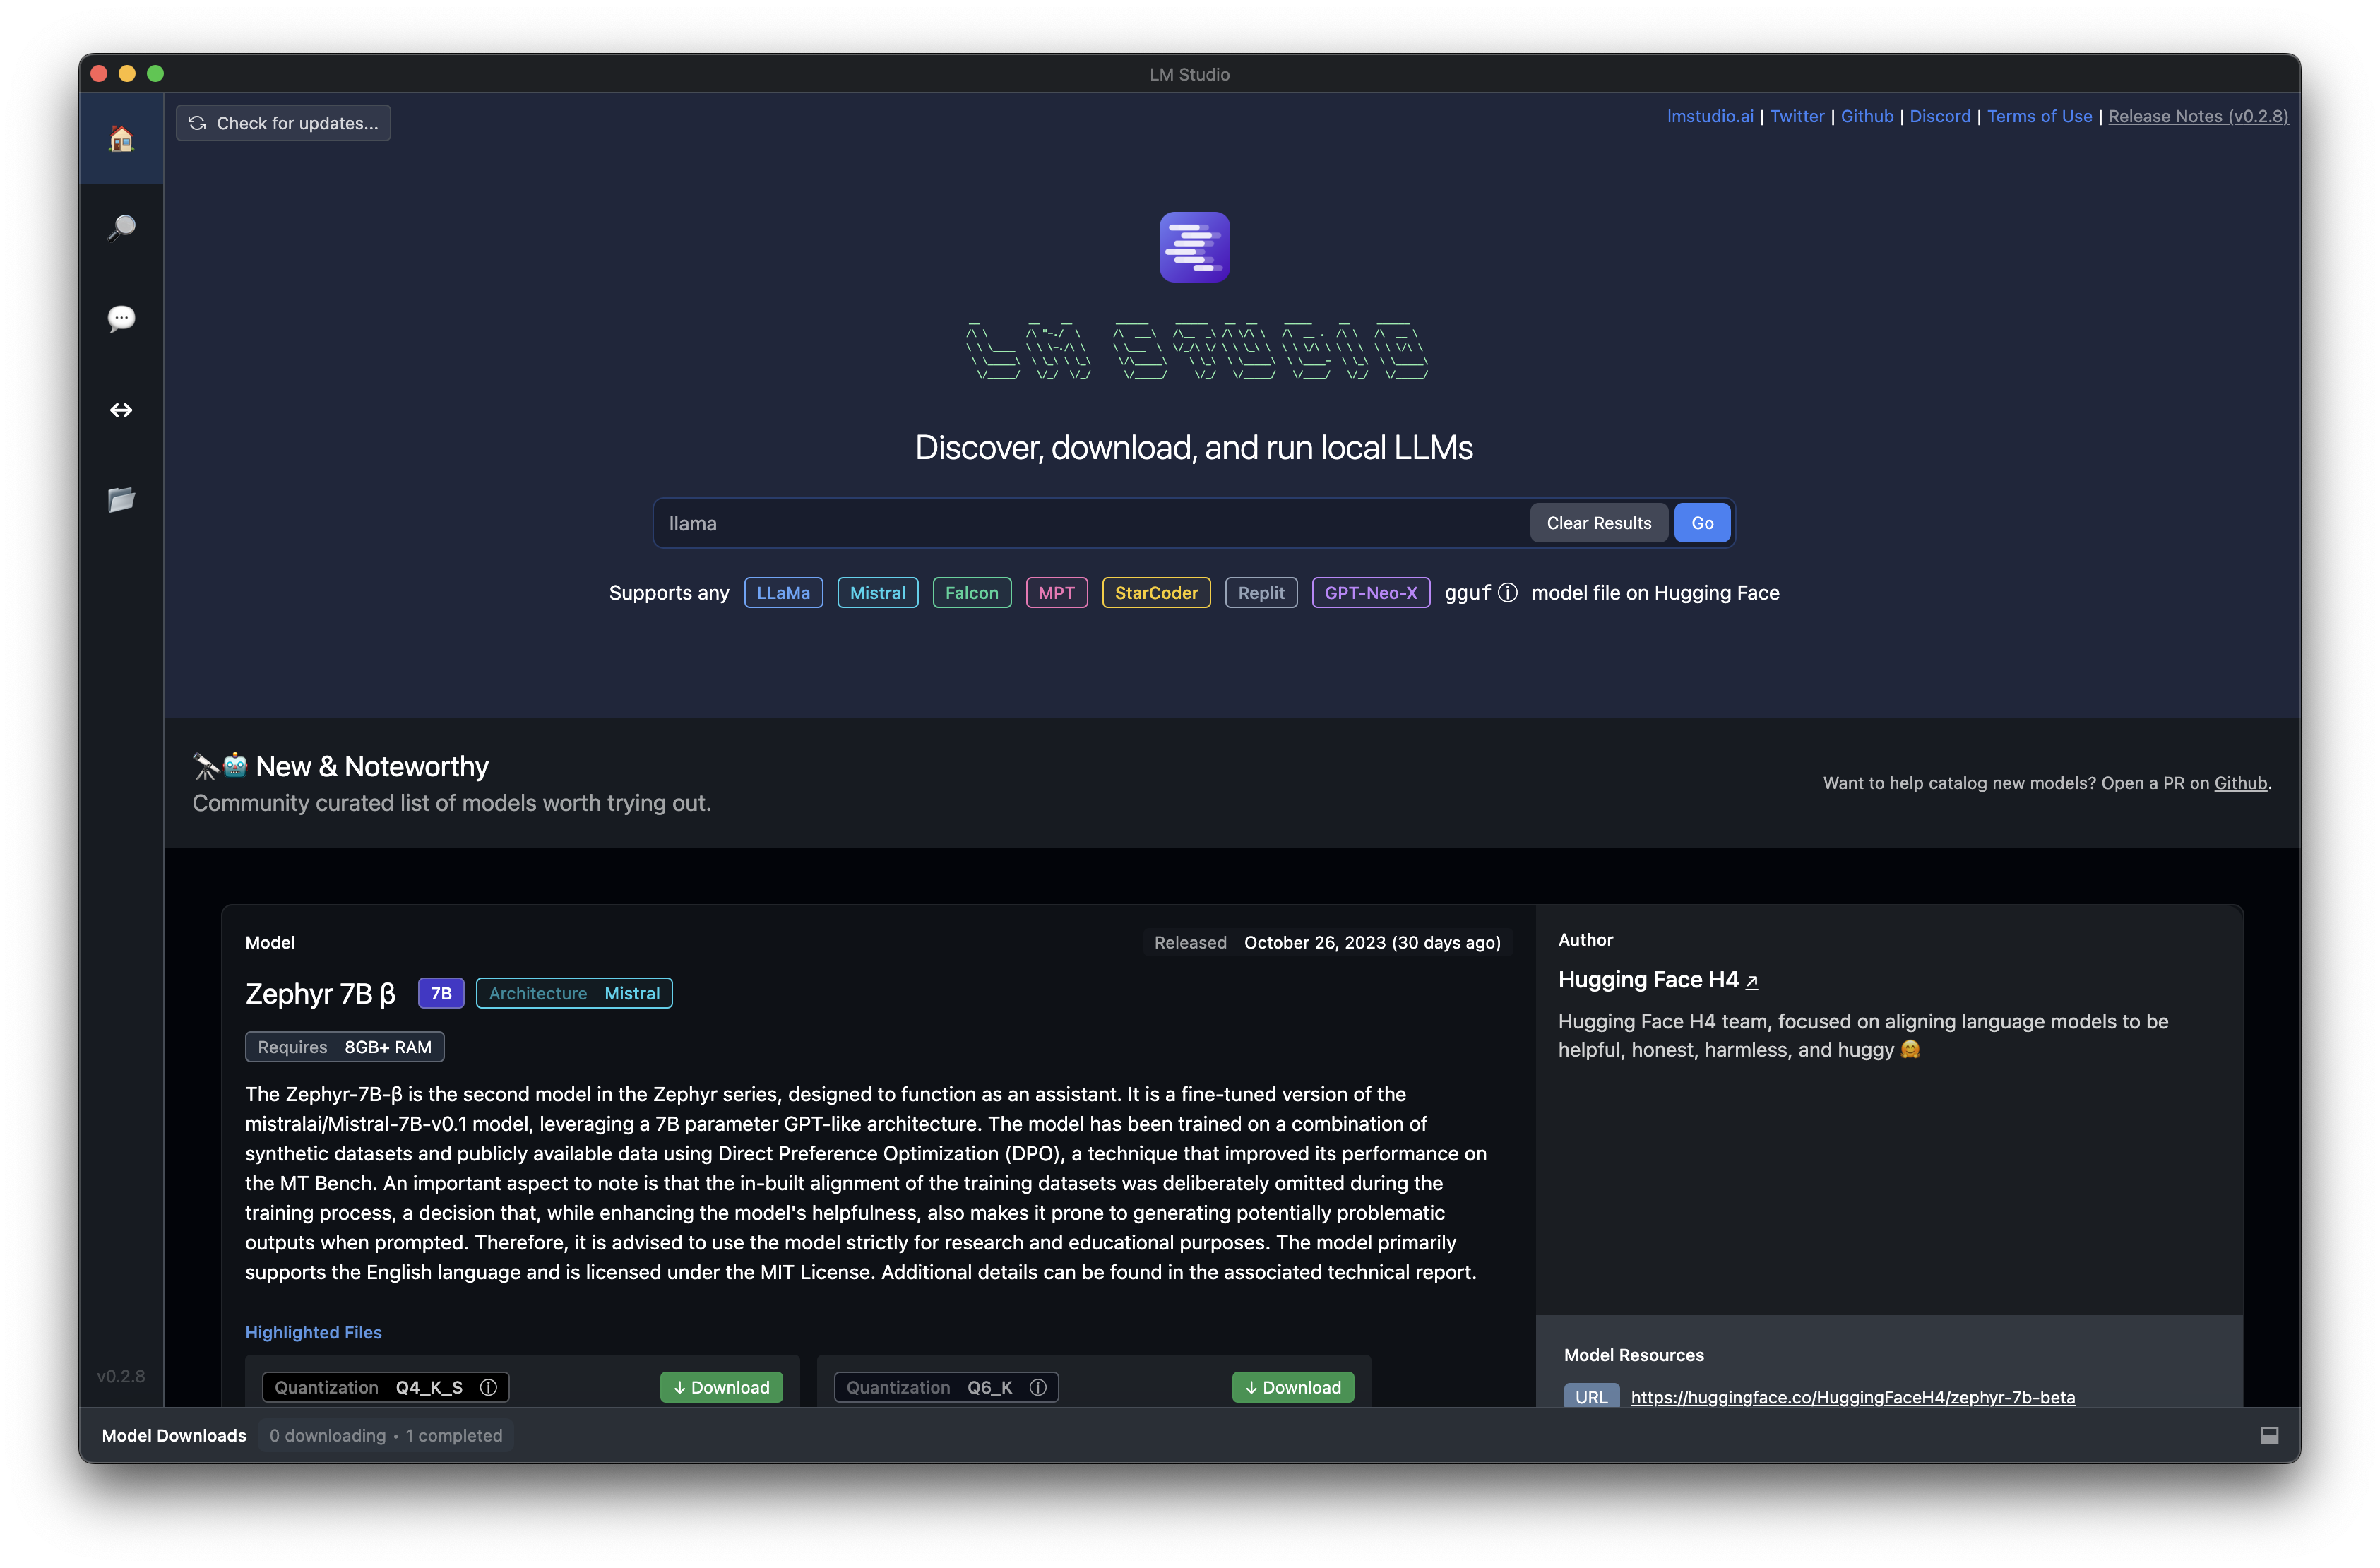 LM Studio
Check for updates...
lmstudio.ai | Twitter | Github | Discord | Terms of Use | Release Notes (v0.2.8)
LM STUDIO
Discover, download, and run local LLMs
llama
Clear Results
Go
Supports any LLaMa Mistral Falcon MPT StarCoder Replit GPT-Neo-X gguf ⓘ model file on Hugging Face
New & Noteworthy
Community curated list of models worth trying out.
Want to help catalog new models? Open a PR on Github.
Model
Released October 26, 2023 (30 days ago)
Zephyr 7B β 7B Architecture Mistral
Requires 8GB+ RAM
The Zephyr-7B-β is the second model in the Zephyr series, designed to function as an assistant. It is a fine-tuned version of the
mistralai/Mistral-7B-v0.1 model, leveraging a 7B parameter GPT-like architecture. The model has been trained on a combination of
synthetic datasets and publicly available data using Direct Preference Optimization (DPO), a technique that improved its performance on
the MT Bench. An important aspect to note is that the in-built alignment of the training datasets was deliberately omitted during the
training process, a decision that, while enhancing the model's helpfulness, also makes it prone to generating potentially problematic
outputs when prompted. Therefore, it is advised to use the model strictly for research and educational purposes. The model primarily
supports the English language and is licensed under the MIT License. Additional details can be found in the associated technical report.
Highlighted Files
Quantization Q4_K_S ⓘ ↓ Download
Quantization Q6_K ⓘ ↓ Download
Author
Hugging Face H4 ↗
Hugging Face H4 team, focused on aligning language models to be
helpful, honest, harmless, and huggy 🤗
Model Resources
URL https://huggingface.co/HuggingFaceH4/zephyr-7b-beta
v0.2.8
Model Downloads 0 downloading • 1 completed